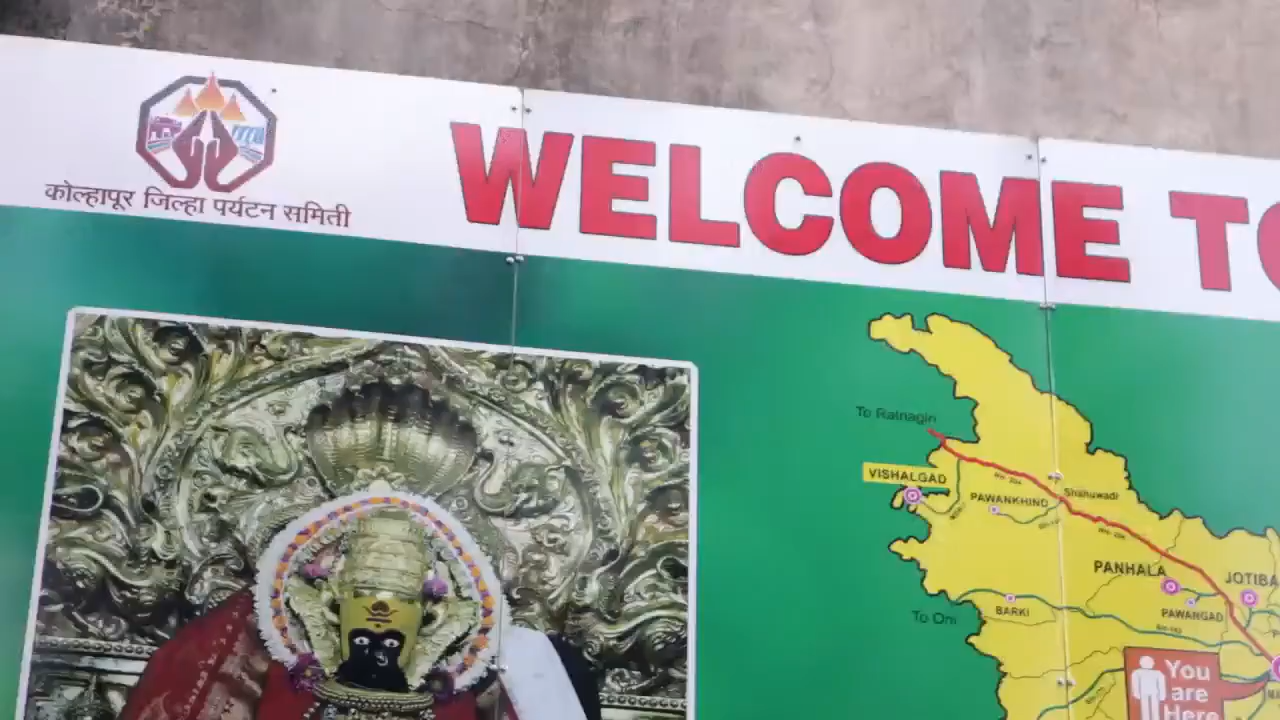 कोल्हापूर जिल्हा पर्यटन समिती
WELCOME TO
To Ratnagiri
VISHALGAD
PAWANKHIND
Shahuwadi
PANHALA
JOTIBA
PAWANGAD
BARKI
To Oni
You
are
Here